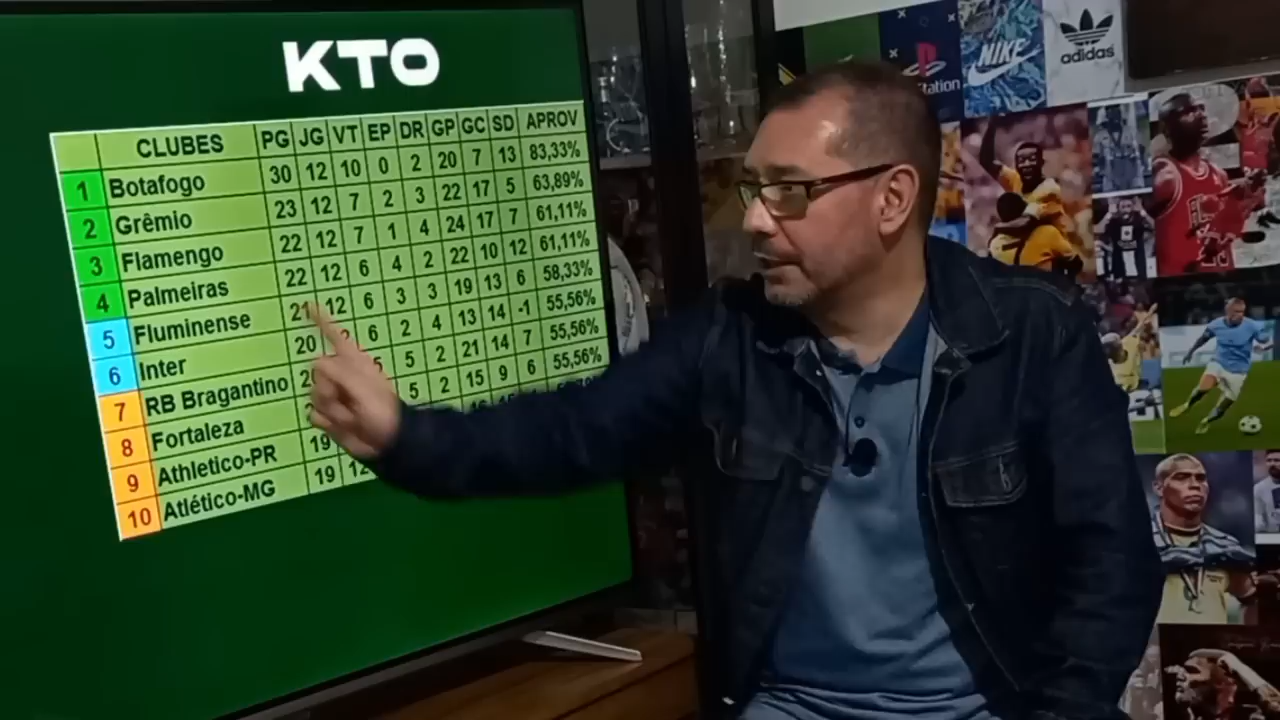 KTO
CLUBES PG JG VT EP DR GP GC SD APROV
1 Botafogo 30 12 10 0 2 20 7 13 83,33%
2 Grêmio 23 12 7 2 3 22 17 5 63,89%
3 Flamengo 22 12 7 1 4 24 17 7 61,11%
4 Palmeiras 22 12 6 4 2 22 10 12 61,11%
5 Fluminense 21 12 6 3 3 19 13 6 58,33%
6 Inter 20 6 2 4 13 14 -1 55,56%
7 RB Bragantino 5 2 21 14 7 55,56%
8 Fortaleza 5 2 15 9 6 55,56%
9 Athletico-PR 19
10 Atlético-MG 19 12
PlayStation
NIKE
adidas